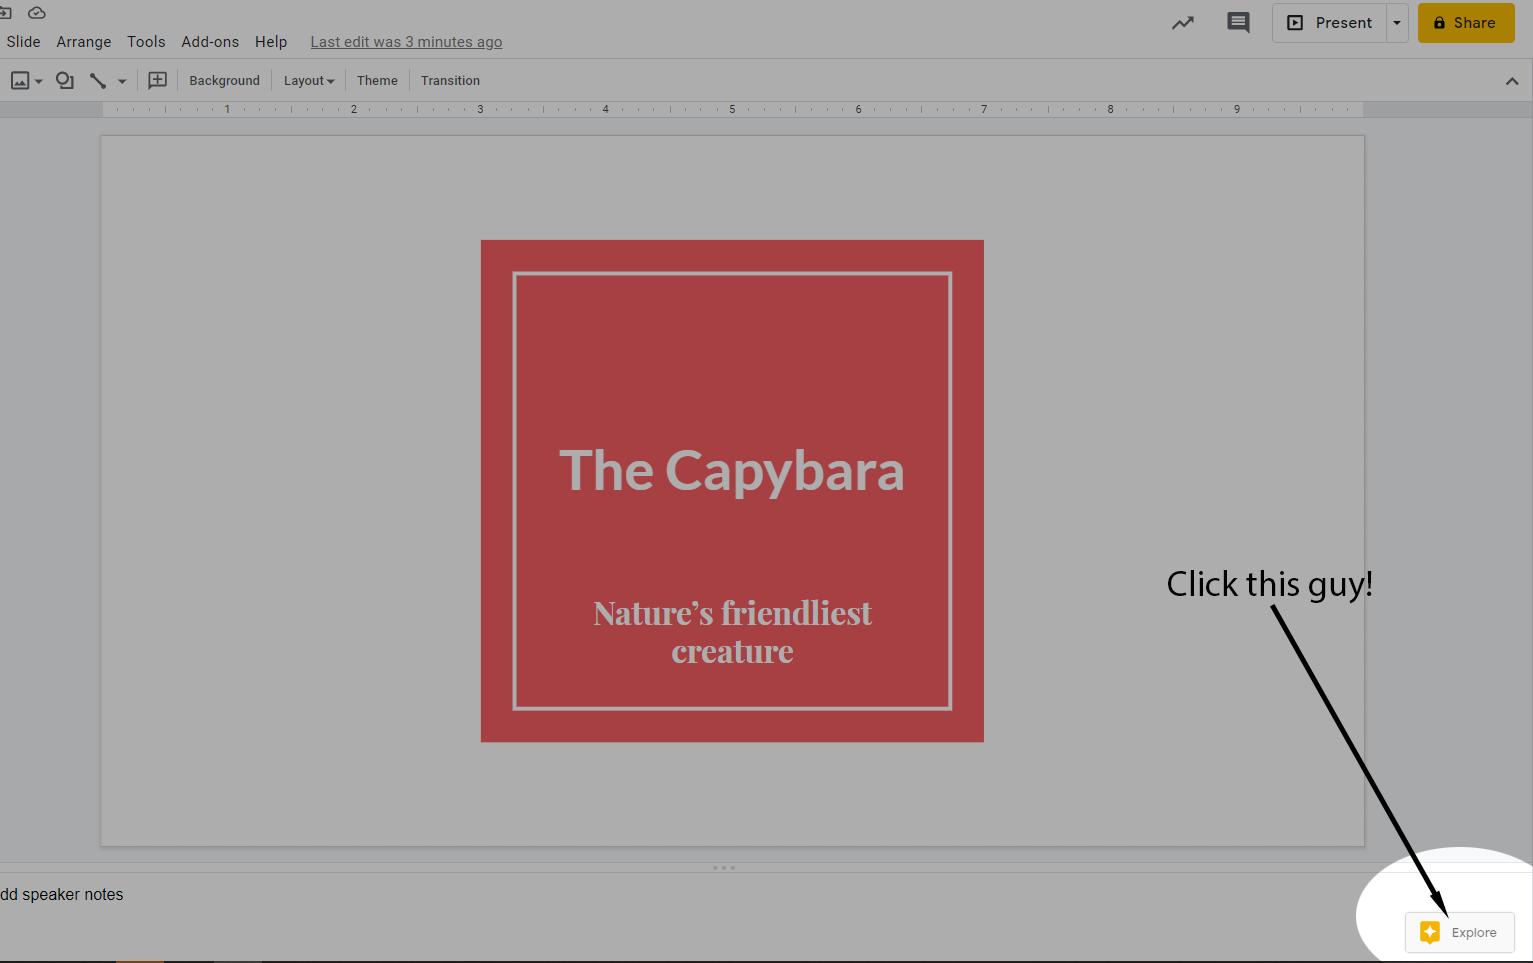 Present
Share
Slide Arrange Tools Add-ons Help Last edit was 3 minutes ago
Background Layout Theme Transition
1 2 3 4 5 6 7 8 9
The Capybara
Nature's friendliest
creature
Click this guy!
dd speaker notes
Explore